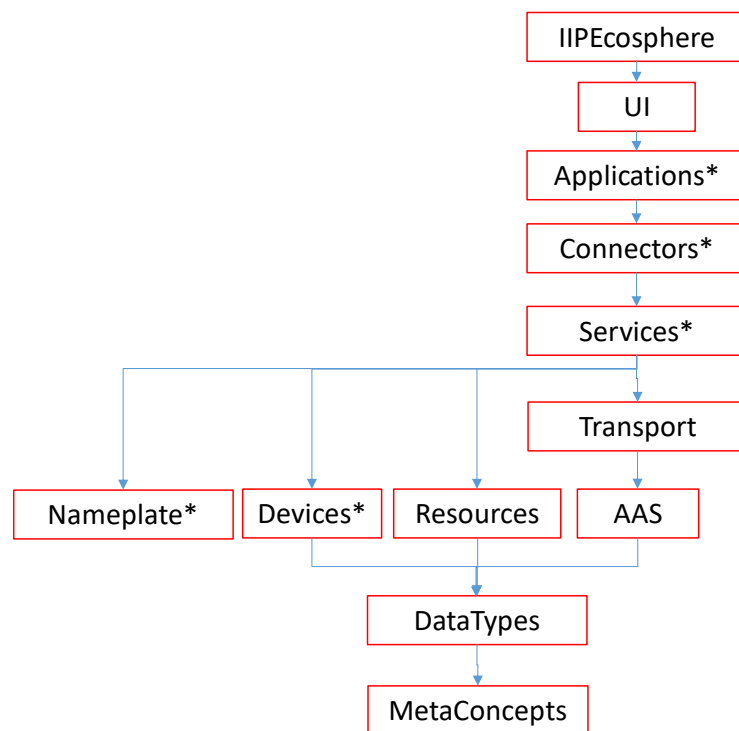 IIPEcosphere
UI
Applications*
Connectors*
Services*
Transport
Nameplate*
Devices*
Resources
AAS
DataTypes
MetaConcepts